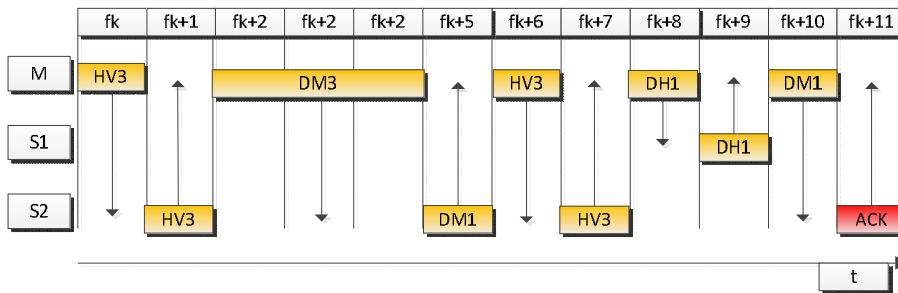 fk fk+1 fk+2 fk+2 fk+2 fk+5 fk+6 fk+7 fk+8 fk+9 fk+10 fk+11
M HV3 DM3 HV3 DH1 DM1
S1 DH1
S2 HV3 DM1 HV3 ACK
t